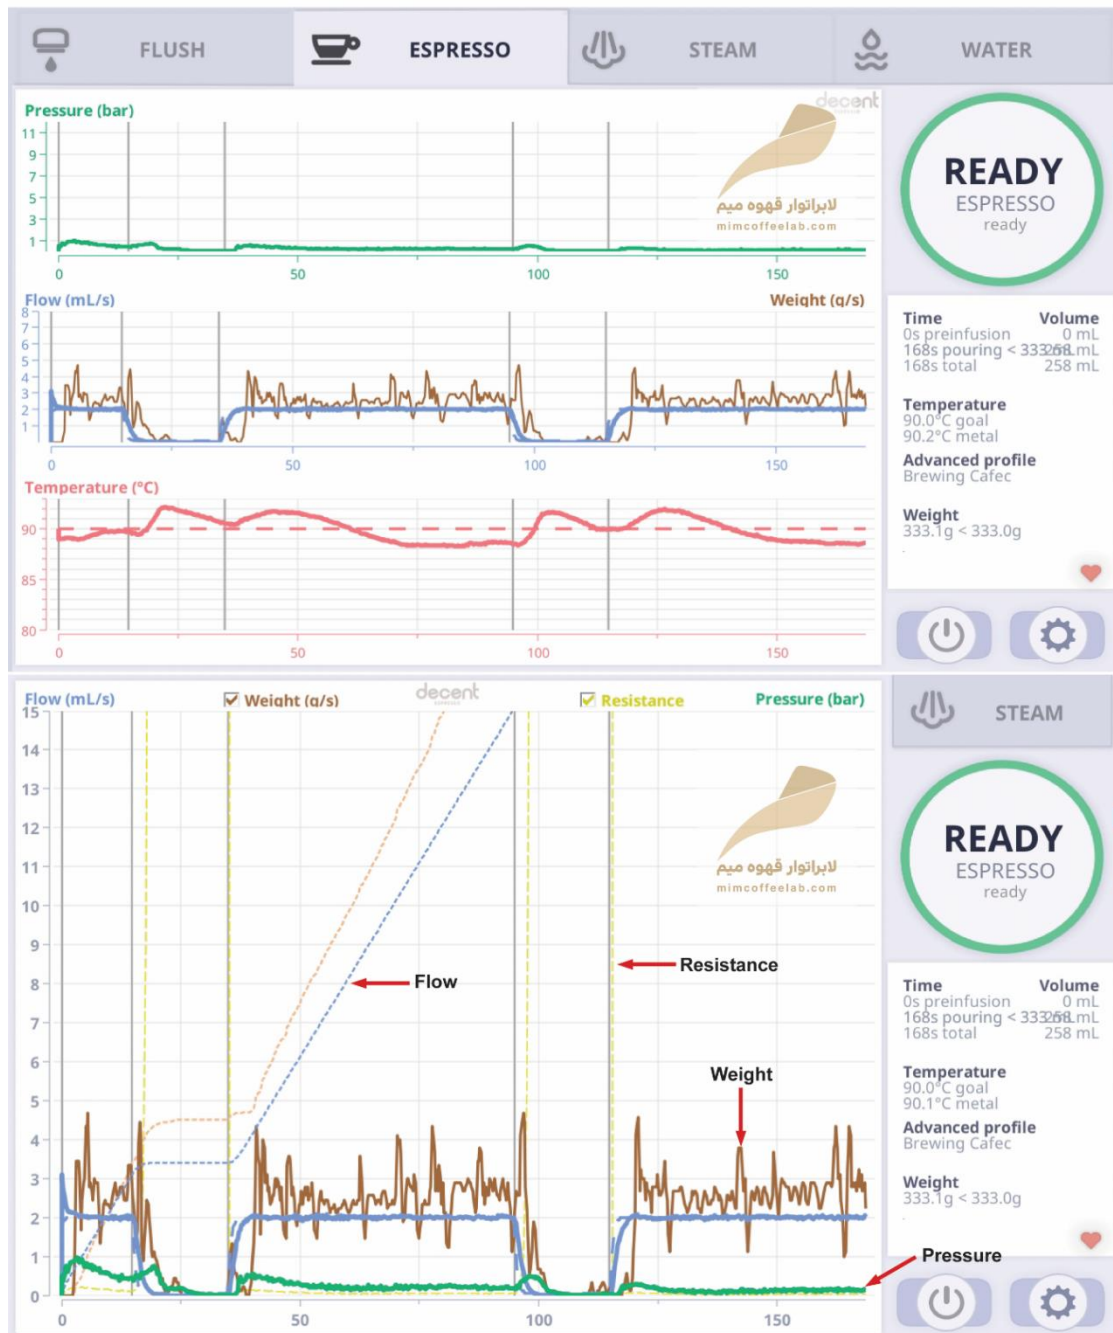 FLUSH
ESPRESSO
STEAM
WATER
Pressure (bar)
decent
11
9
7
5
3
1
0 50 100 150
لابراتوار قهوه میم
mimcoffeelab.com
Flow (mL/s) Weight (g/s)
8
7
6
5
4
3
2
1
0 50 100 150
Temperature (°C)
90
85
80
0 50 100 150
READY
ESPRESSO
ready
Time Volume
0s preinfusion 0 mL
168s pouring < 333 mL
168s total 258 mL
Temperature
90.0°C goal
90.2°C metal
Advanced profile
Brewing Cafec
Weight
333.1g < 333.0g
Flow (mL/s) Weight (g/s) decent Resistance Pressure (bar)
15
14
13
12
11
10
9
8
7
6
5
4
3
2
1
0
0 50 100 150
لابراتوار قهوه میم
mimcoffeelab.com
Resistance
Flow
Weight
Pressure
STEAM
READY
ESPRESSO
ready
Time Volume
0s preinfusion 0 mL
168s pouring < 333 mL
168s total 258 mL
Temperature
90.0°C goal
90.1°C metal
Advanced profile
Brewing Cafec
Weight
333.1g < 333.0g